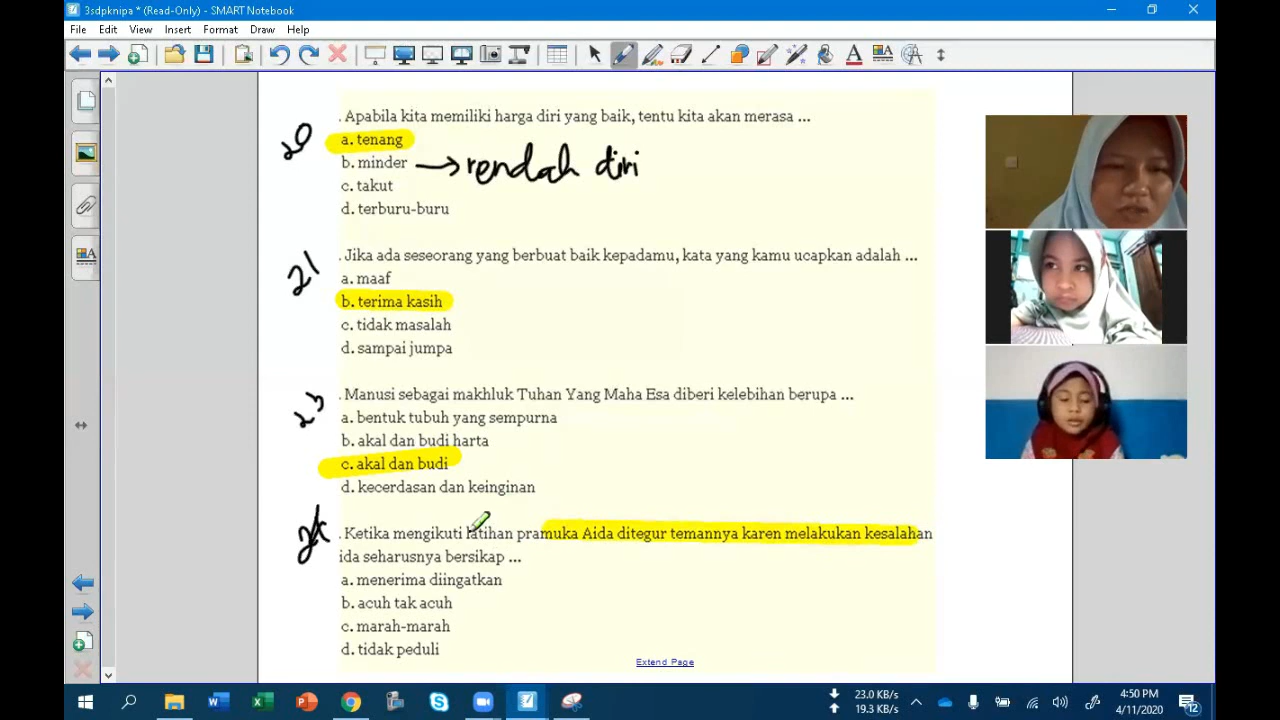 3sdpknipa * (Read-Only) - SMART Notebook
File Edit View Insert Format Draw Help
20
. Apabila kita memiliki harga diri yang baik, tentu kita akan merasa ...
a. tenang
b. minder → rendah diri
c. takut
d. terburu-buru
21
. Jika ada seseorang yang berbuat baik kepadamu, kata yang kamu ucapkan adalah ...
a. maaf
b. terima kasih
c. tidak masalah
d. sampai jumpa
23
. Manusi sebagai makhluk Tuhan Yang Maha Esa diberi kelebihan berupa ...
a. bentuk tubuh yang sempurna
b. akal dan budi harta
c. akal dan budi
d. kecerdasan dan keinginan
. Ketika mengikuti latihan pramuka Aida ditegur temannya karen melakukan kesalahan
ida seharusnya bersikap ...
a. menerima diingatkan
b. acuh tak acuh
c. marah-marah
d. tidak peduli
Extend Page
23.0 KB/s
19.3 KB/s
4:50 PM
4/11/2020
12